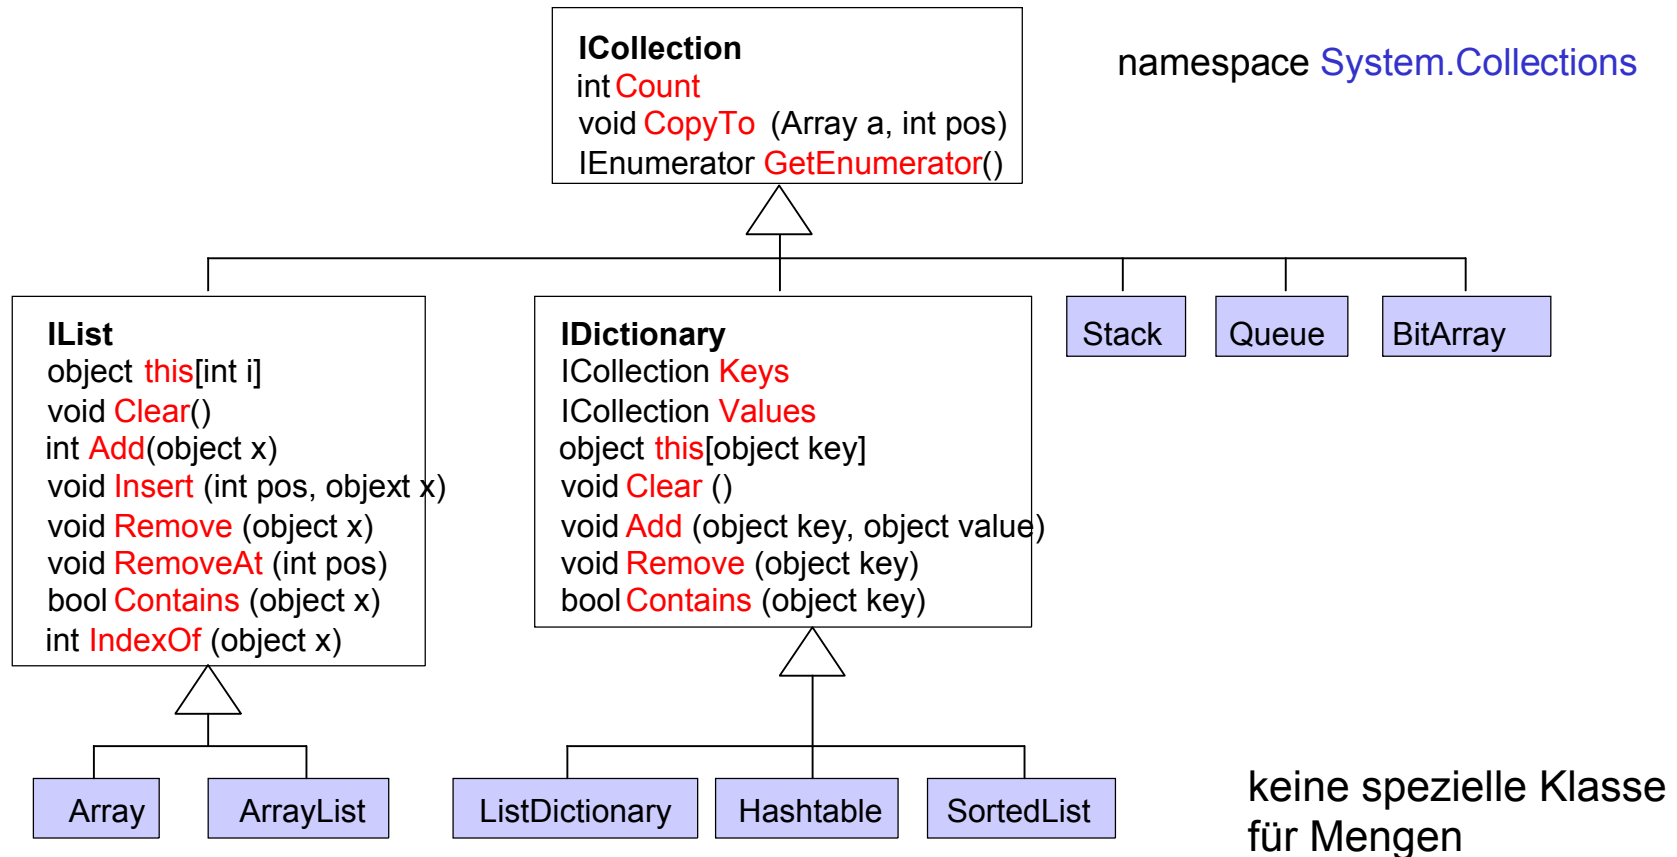 ICollection
int Count
void CopyTo (Array a, int pos)
IEnumerator GetEnumerator()
namespace System.Collections
IList
object this[int i]
void Clear()
int Add(object x)
void Insert (int pos, objext x)
void Remove (object x)
void RemoveAt (int pos)
bool Contains (object x)
int IndexOf (object x)
IDictionary
ICollection Keys
ICollection Values
object this[object key]
void Clear ()
void Add (object key, object value)
void Remove (object key)
bool Contains (object key)
Stack
Queue
BitArray
Array
ArrayList
ListDictionary
Hashtable
SortedList
keine spezielle Klasse
für Mengen